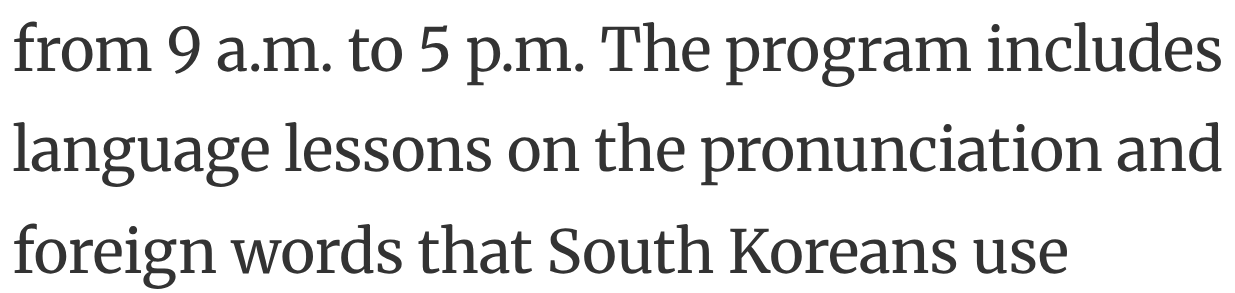 from 9 a.m. to 5 p.m. The program includes
language lessons on the pronunciation and
foreign words that South Koreans use